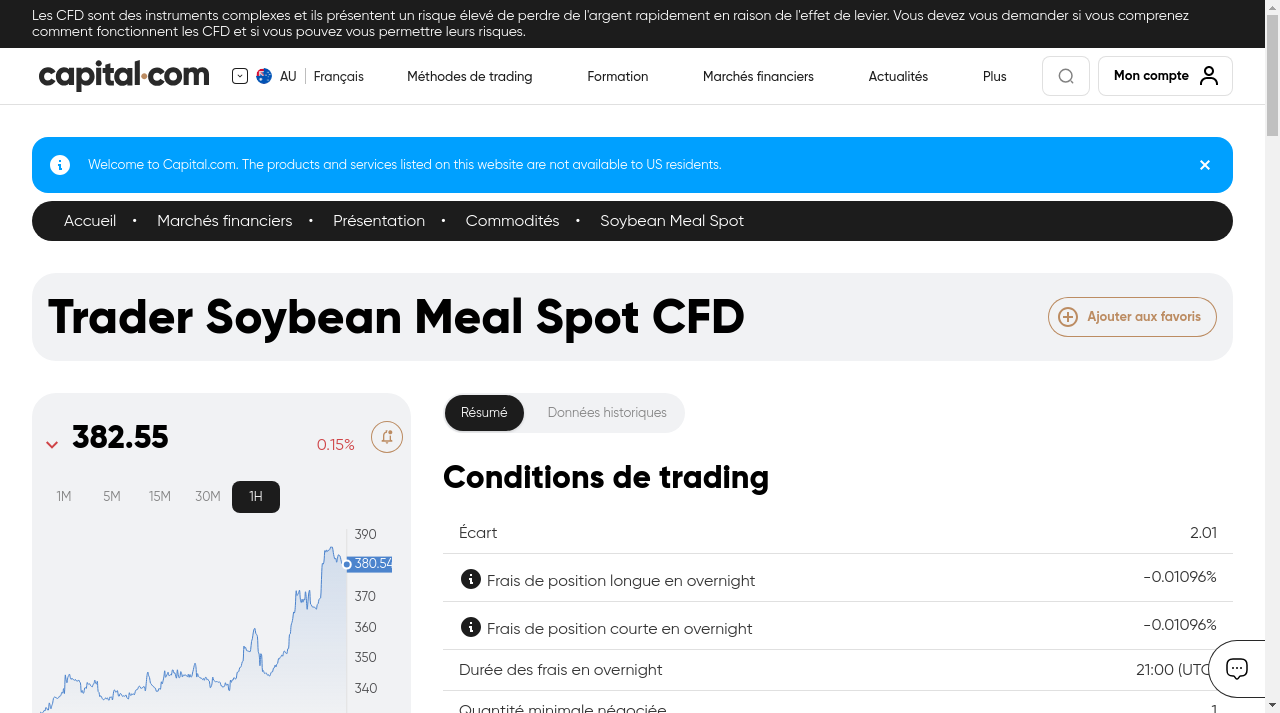 Les CFD sont des instruments complexes et ils présentent un risque élevé de perdre de l'argent rapidement en raison de l'effet de levier. Vous devez vous demander si vous comprenez
comment fonctionnent les CFD et si vous pouvez vous permettre leurs risques.
capital.com
AU
Français
Méthodes de trading
Formation
Marchés financiers
Actualités
Plus
Mon compte
Welcome to Capital.com. The products and services listed on this website are not available to US residents.
Accueil • Marchés financiers • Présentation • Commodités • Soybean Meal Spot
Trader Soybean Meal Spot CFD
Ajouter aux favoris
382.55
0.15%
1M 5M 15M 30M 1H
390
380.54
370
360
350
340
Résumé
Données historiques
Conditions de trading
Écart 2.01
Frais de position longue en overnight -0.01096%
Frais de position courte en overnight -0.01096%
Durée des frais en overnight 21:00 (UTC
Quantité minimale négociée 1